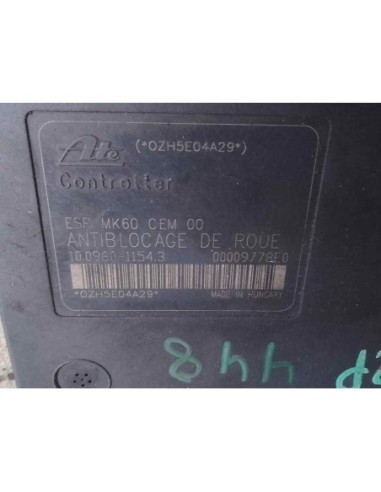 Ate (*OZH5E04A29*)
Controller
ESP MK60 CEM 00
ANTIBLOCAGE DE ROUE
10.0960-1154.3 00009778E0
*OZH5E04A29* MADE IN HUNGARY
P 448